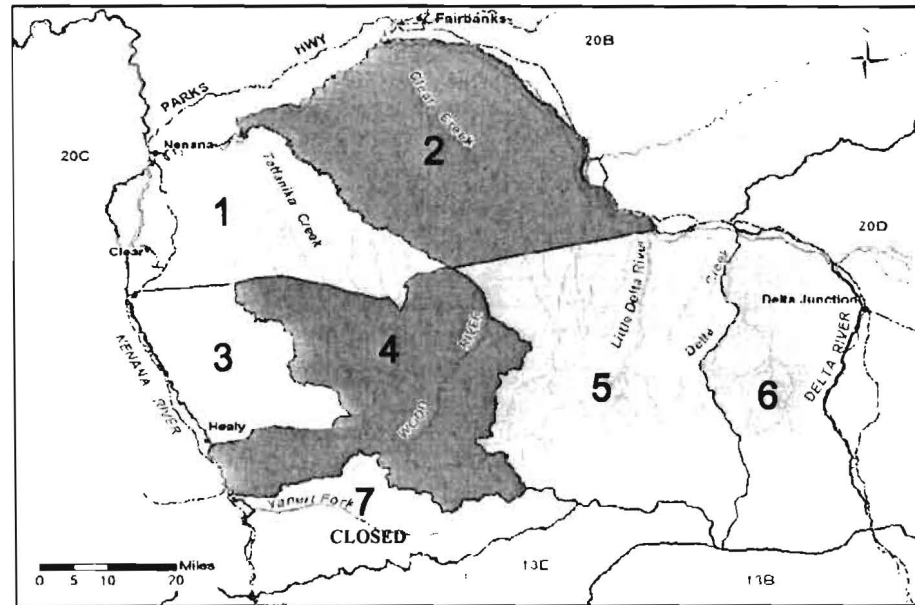 Fairbanks
20B
HWY
PARKS
Clear Creek
2
Nenana
20C
1
Tatlanika Creek
Clear
20D
Little Delta River
Delta
Creek
Delta Junction
DELTA RIVER
3
4
RIVER
WOOD
5
6
NENANA RIVER
Healy
Yanert Fork
7
CLOSED
Miles
0 5 10 20
13E
13B